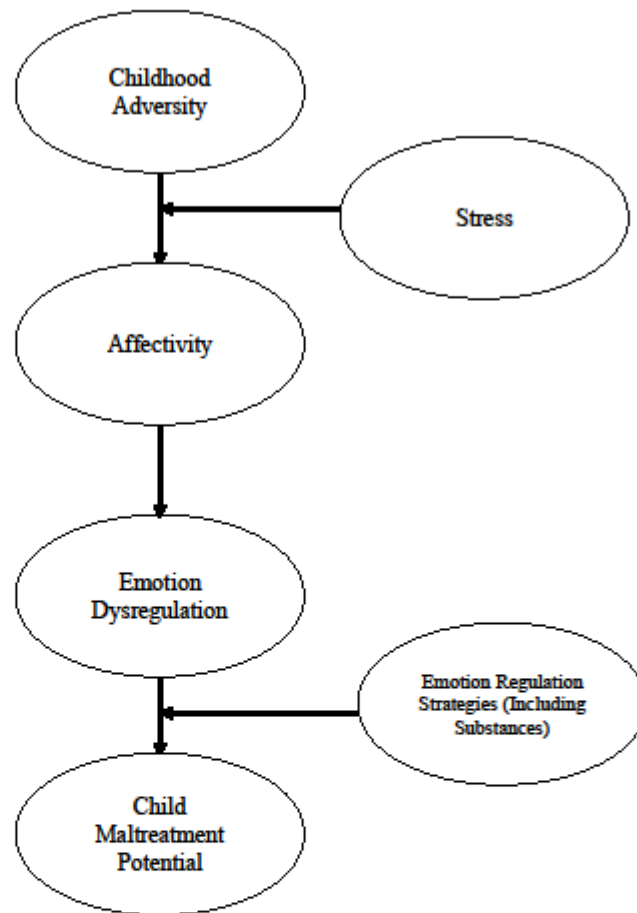 Childhood
Adversity
Stress
Affectivity
Emotion
Dysregulation
Emotion Regulation
Strategies (Including
Substances)
Child
Maltreatment
Potential